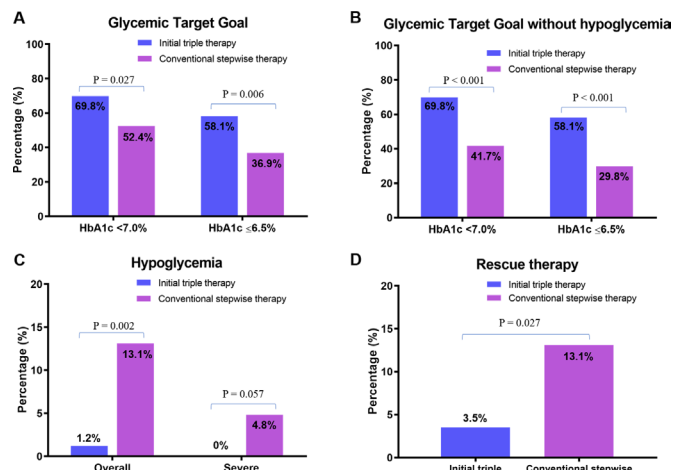 A
Glycemic Target Goal
Initial triple therapy
Conventional stepwise therapy
Percentage (%)
100
80
60
40
20
0
P = 0.027
P = 0.006
69.8%
52.4%
58.1%
36.9%
HbA1c <7.0%
HbA1c ≤6.5%
B
Glycemic Target Goal without hypoglycemia
Initial triple therapy
Conventional stepwise therapy
Percentage (%)
100
80
60
40
20
0
P < 0.001
P < 0.001
69.8%
41.7%
58.1%
29.8%
HbA1c <7.0%
HbA1c ≤6.5%
C
Hypoglycemia
Initial triple therapy
Conventional stepwise therapy
Percentage (%)
20
15
10
5
0
P = 0.002
P = 0.057
1.2%
13.1%
0%
4.8%
Overall
Severe
D
Rescue therapy
Initial triple therapy
Conventional stepwise therapy
Percentage (%)
20
15
10
5
0
P = 0.027
3.5%
13.1%
Initial triple
Conventional stepwise